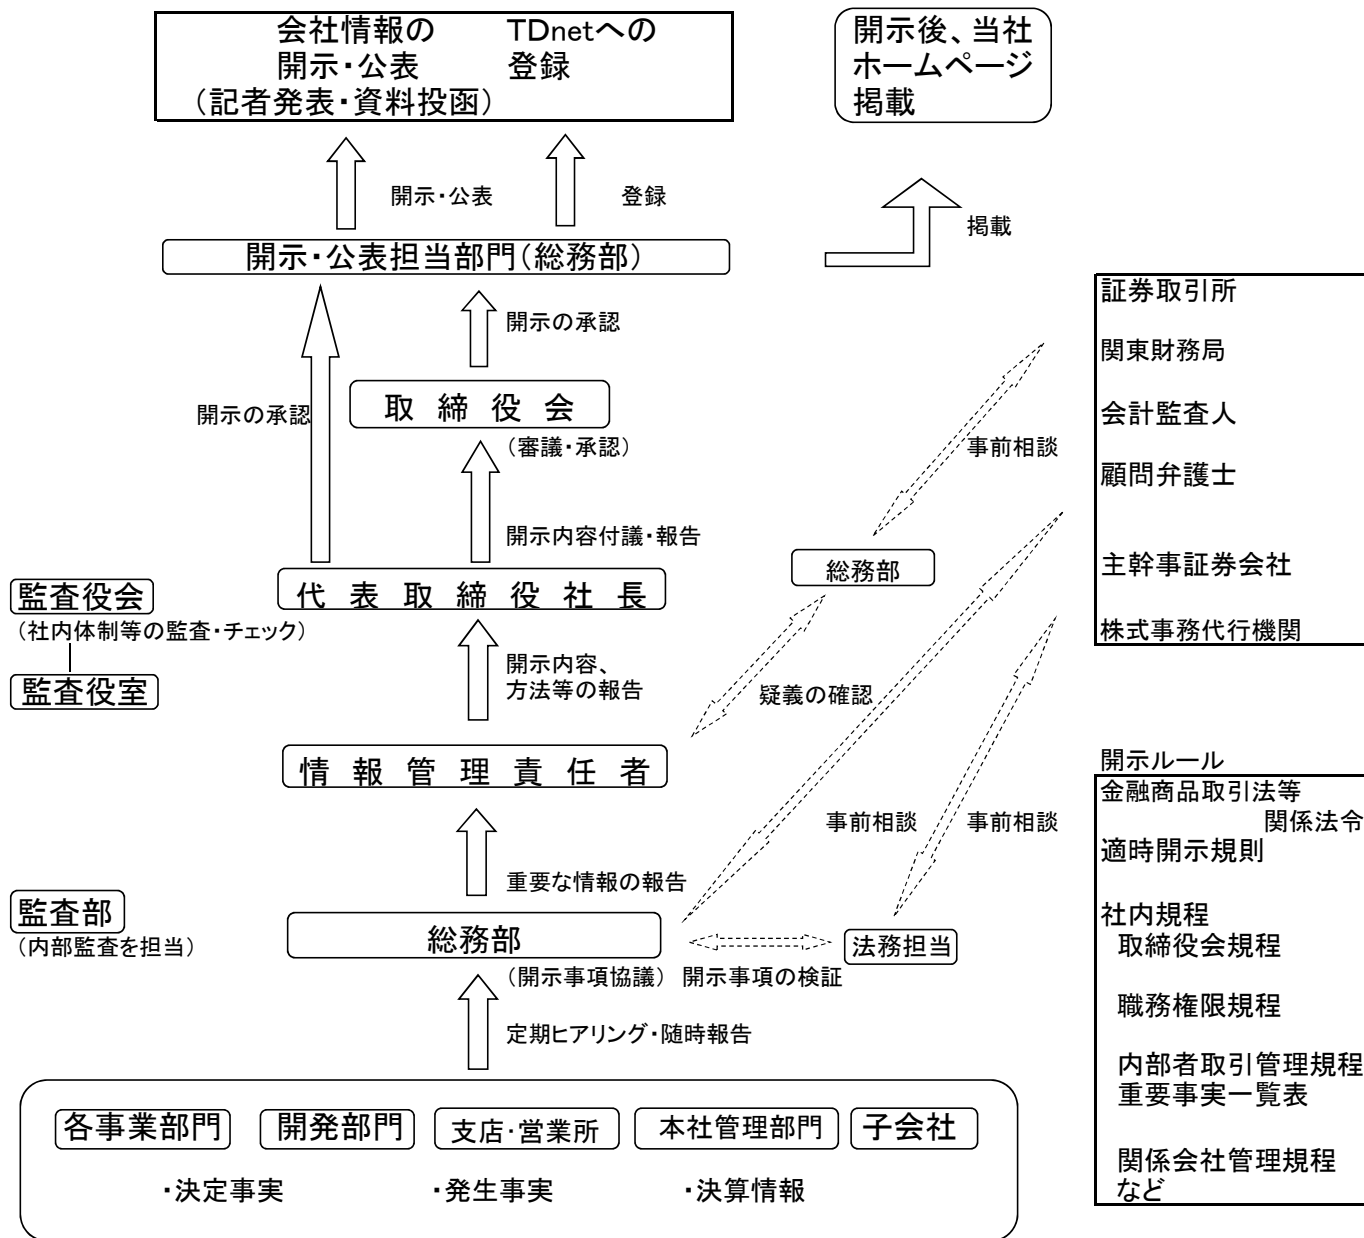 会社情報の
開示・公表
（記者発表・資料投函）
TDnetへの
登録
開示後、当社
ホームページ
掲載
開示・公表
登録
掲載
開示・公表担当部門（総務部）
開示の承認
開示の承認
取締役会
（審議・承認）
開示内容付議・報告
代表取締役社長
監査役会
（社内体制等の監査・チェック）
監査役室
開示内容、
方法等の報告
情報管理責任者
重要な情報の報告
監査部
（内部監査を担当）
総務部
（開示事項協議）
開示事項の検証
法務担当
定期ヒアリング・随時報告
各事業部門
開発部門
支店・営業所
本社管理部門
子会社
・決定事実
・発生事実
・決算情報
総務部
事前相談
疑義の確認
事前相談
事前相談
証券取引所
関東財務局
会計監査人
顧問弁護士
主幹事証券会社
株式事務代行機関
開示ルール
金融商品取引法等
関係法令
適時開示規則
社内規程
取締役会規程
職務権限規程
内部者取引管理規程
重要事実一覧表
関係会社管理規程
など